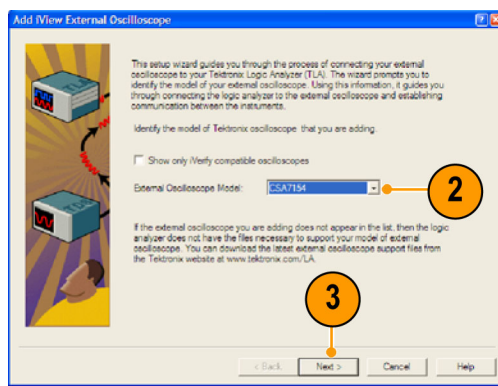 Add iView External Oscilloscope
This setup wizard guides you through the process of connecting your external
oscilloscope to your Tektronix Logic Analyzer (TLA). The wizard prompts you to
identify the model of your external oscilloscope. Using this information, it guides you
through connecting the logic analyzer to the external oscilloscope and establishing
communication between the instruments.
Identify the model of Tektronix oscilloscope that you are adding.
Show only iVerify compatible oscilloscopes
External Oscilloscope Model: CSA7154
2
If the external oscilloscope you are adding does not appear in the list, then the logic
analyzer does not have the files necessary to support your model of external
oscilloscope. You can download the latest external oscilloscope support files from
the Tektronix website at www.tektronix.com/LA.
3
< Back Next > Cancel Help
TLA
TDS